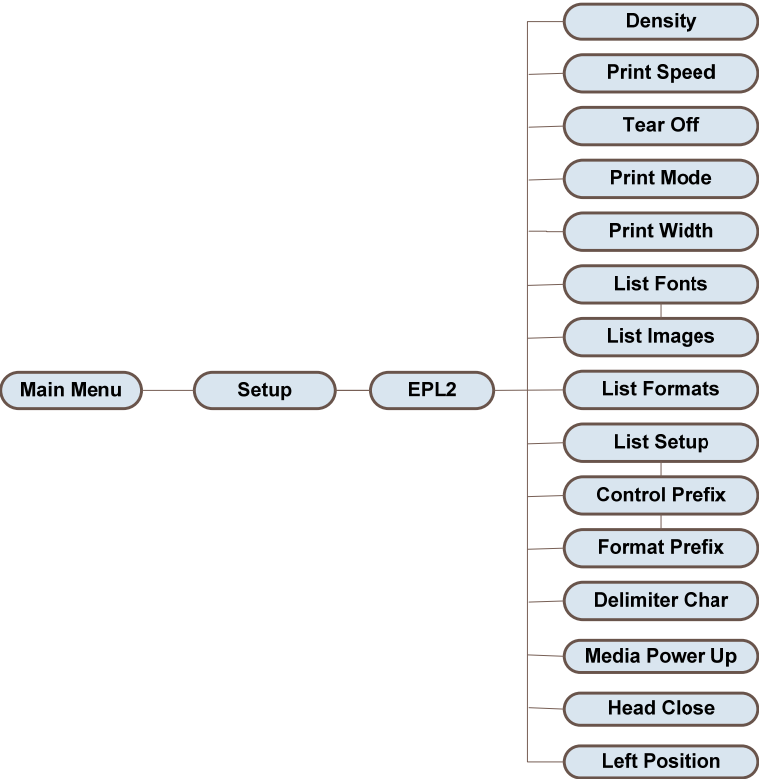 Density
Print Speed
Tear Off
Print Mode
Print Width
List Fonts
List Images
Main Menu
Setup
EPL2
List Formats
List Setup
Control Prefix
Format Prefix
Delimiter Char
Media Power Up
Head Close
Left Position